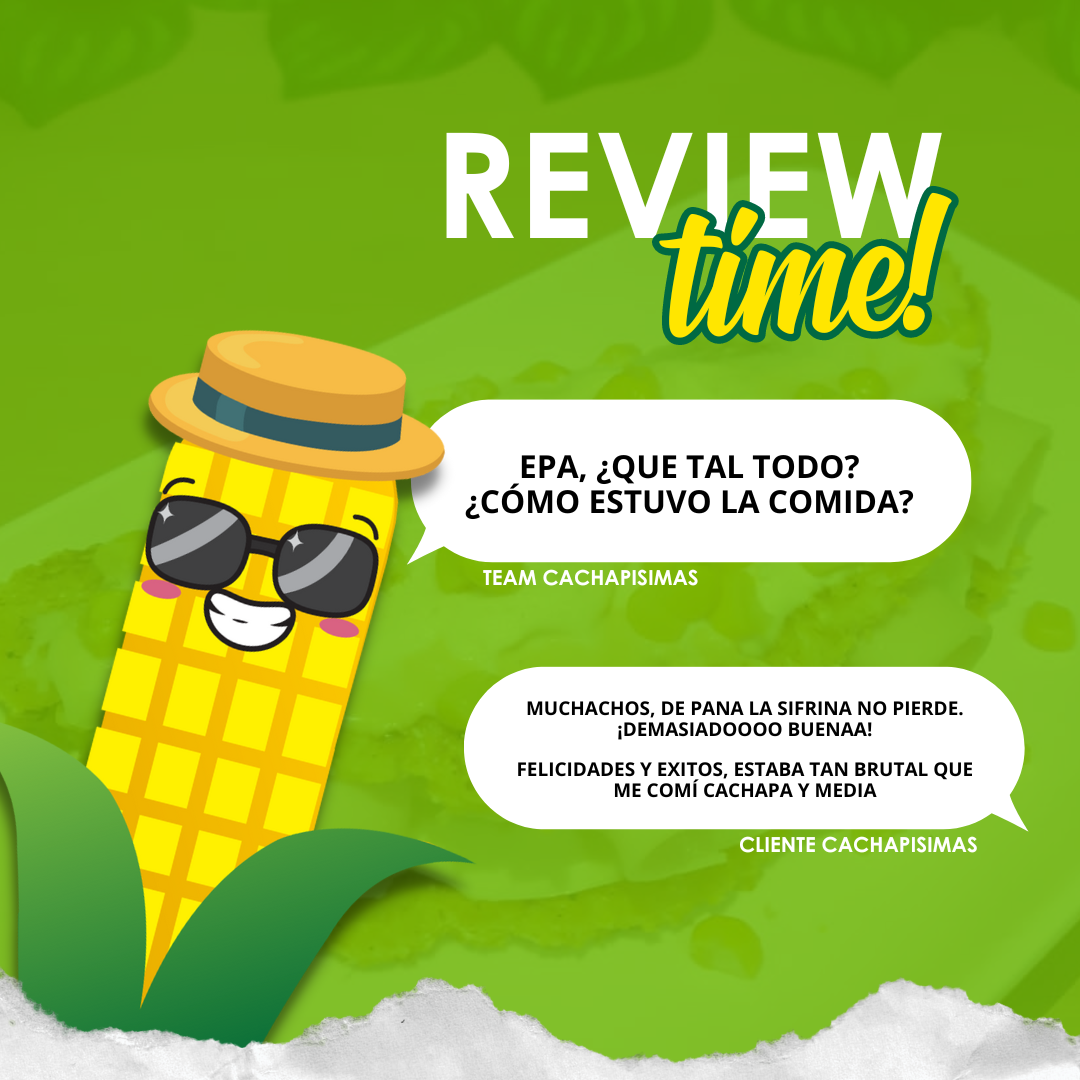 REVIEW
time!
EPA, ¿QUE TAL TODO?
¿CÓMO ESTUVO LA COMIDA?
TEAM CACHAPISIMAS
MUCHACHOS, DE PANA LA SIFRINA NO PIERDE.
¡DEMASIADOOOO BUENAA!
FELICIDADES Y EXITOS, ESTABA TAN BRUTAL QUE
ME COMÍ CACHAPA Y MEDIA
CLIENTE CACHAPISIMAS